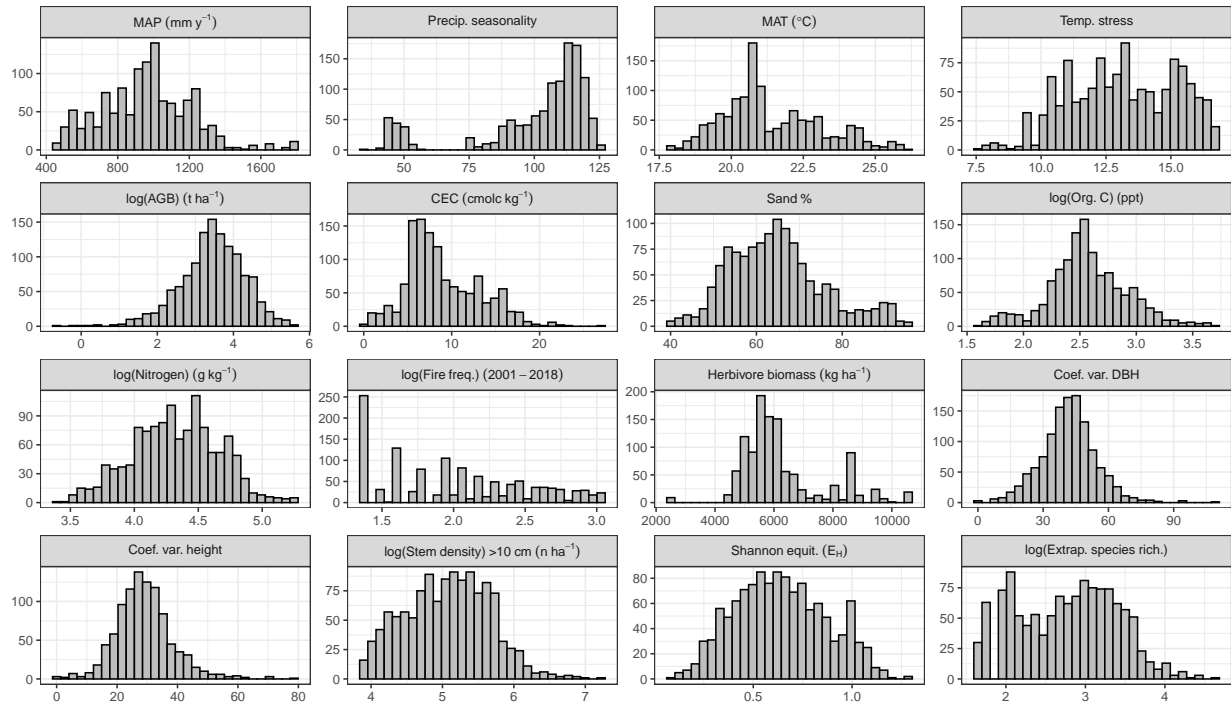 MAP (mm y⁻¹)
Precip. seasonality
MAT (°C)
Temp. stress
100
50
0
400 800 1200 1600
150
100
50
0
50 75 100 125
150
100
50
0
17.5 20.0 22.5 25.0
75
50
25
0
7.5 10.0 12.5 15.0
log(AGB) (t ha⁻¹)
CEC (cmolc kg⁻¹)
Sand %
log(Org. C) (ppt)
150
100
50
0
0 2 4 6
150
100
50
0
0 10 20
100
75
50
25
0
40 60 80
150
100
50
0
1.5 2.0 2.5 3.0 3.5
log(Nitrogen) (g kg⁻¹)
log(Fire freq.) (2001 − 2018)
Herbivore biomass (kg ha⁻¹)
Coef. var. DBH
90
60
30
0
3.5 4.0 4.5 5.0
250
200
150
100
50
0
1.5 2.0 2.5 3.0
200
150
100
50
0
2000 4000 6000 8000 10000
150
100
50
0
0 30 60 90
Coef. var. height
log(Stem density) >10 cm (n ha⁻¹)
Shannon equit. (E_H)
log(Extrap. species rich.)
100
50
0
0 20 40 60 80
75
50
25
0
4 5 6 7
80
60
40
20
0
0.5 1.0
75
50
25
0
2 3 4